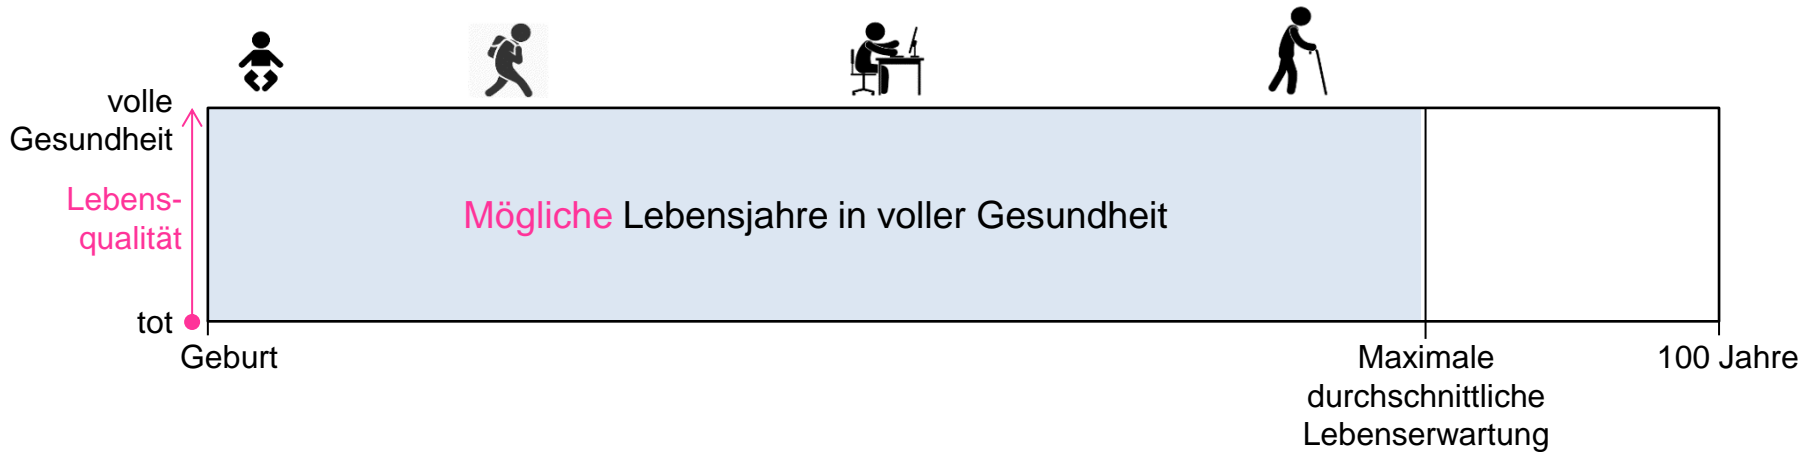 volle
Gesundheit
Lebens-
qualität
Mögliche Lebensjahre in voller Gesundheit
tot
Geburt
Maximale
durchschnittliche
Lebenserwartung
100 Jahre